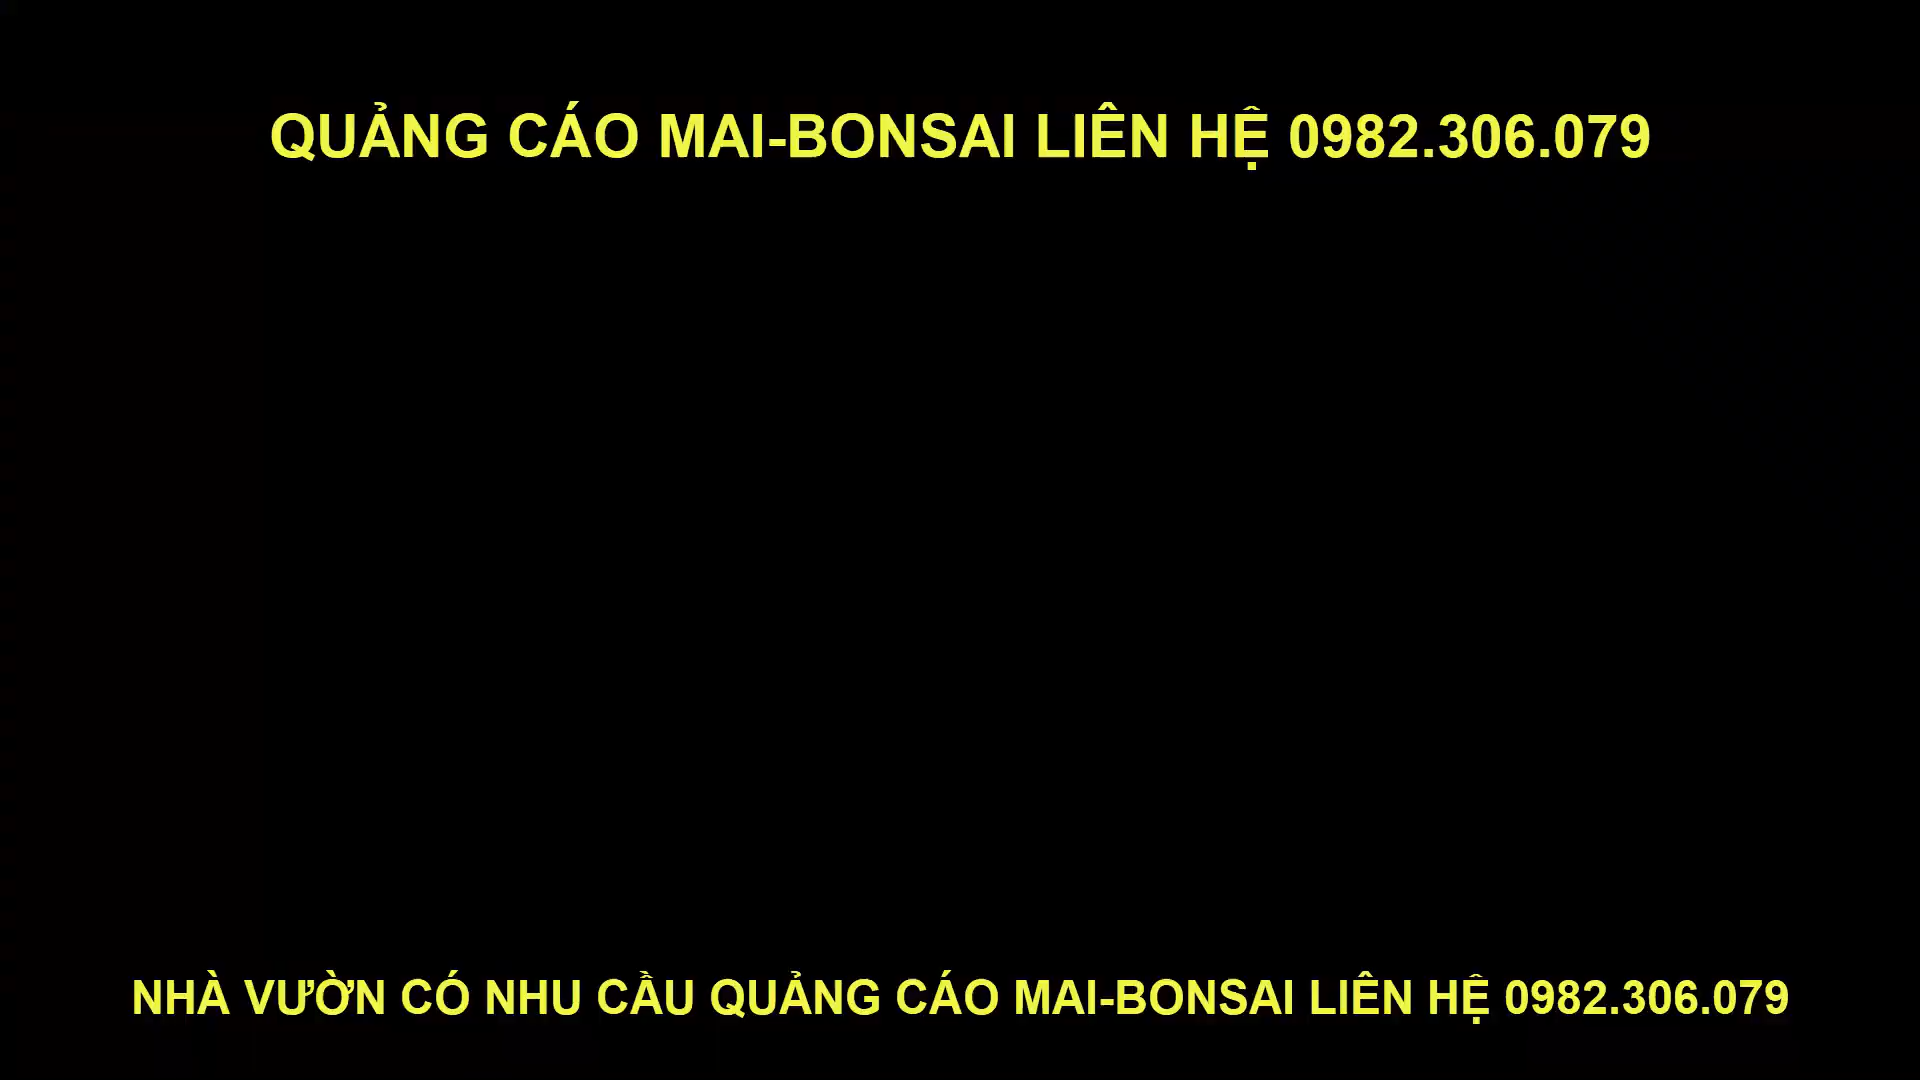 QUẢNG CÁO MAI-BONSAI LIÊN HỆ 0982.306.079
NHÀ VƯỜN CÓ NHU CẦU QUẢNG CÁO MAI-BONSAI LIÊN HỆ 0982.306.079